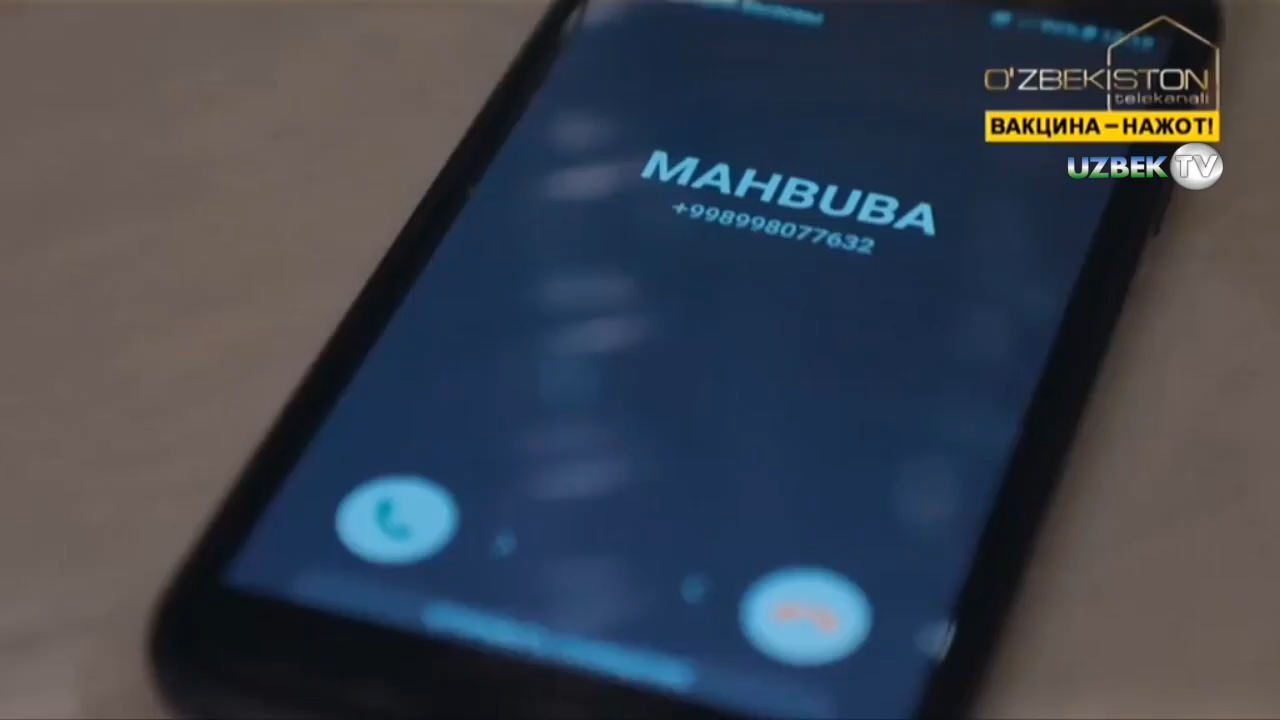 O'ZBEKISTON
telekanali
ВАКЦИНА – НАЖОТ!
UZBEK TV
MAHBUBA
+998998077632